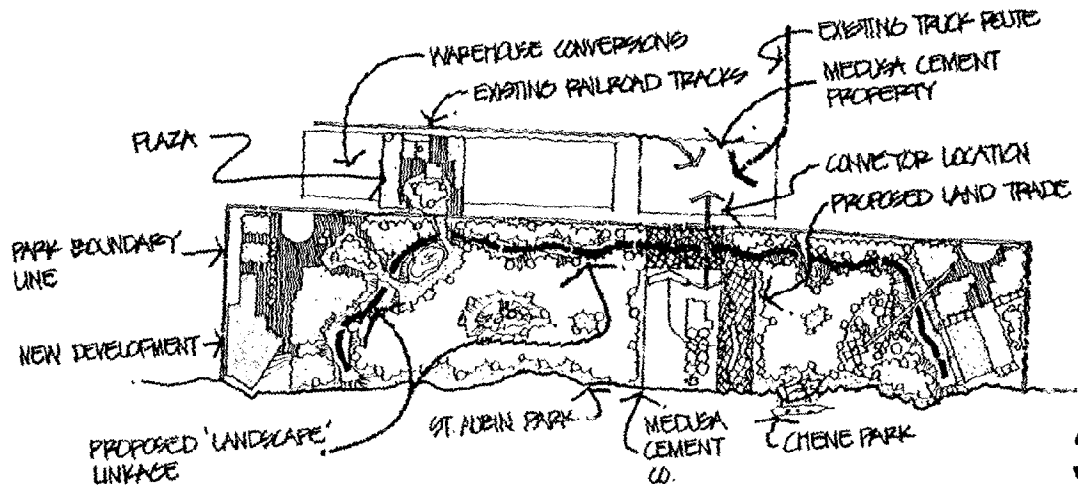 WAREHOUSE CONVERSIONS
EXISTING RAILROAD TRACKS
PLAZA
PARK BOUNDARY
LINE
NEW DEVELOPMENT
PROPOSED 'LANDSCAPE'
LINKAGE
ST. AUBIN PARK
MEDUSA
CEMENT
CO.
CHENE PARK
EXISTING TRUCK ROUTE
MEDUSA CEMENT
PROPERTY
CONVEYOR LOCATION
PROPOSED LAND TRADE